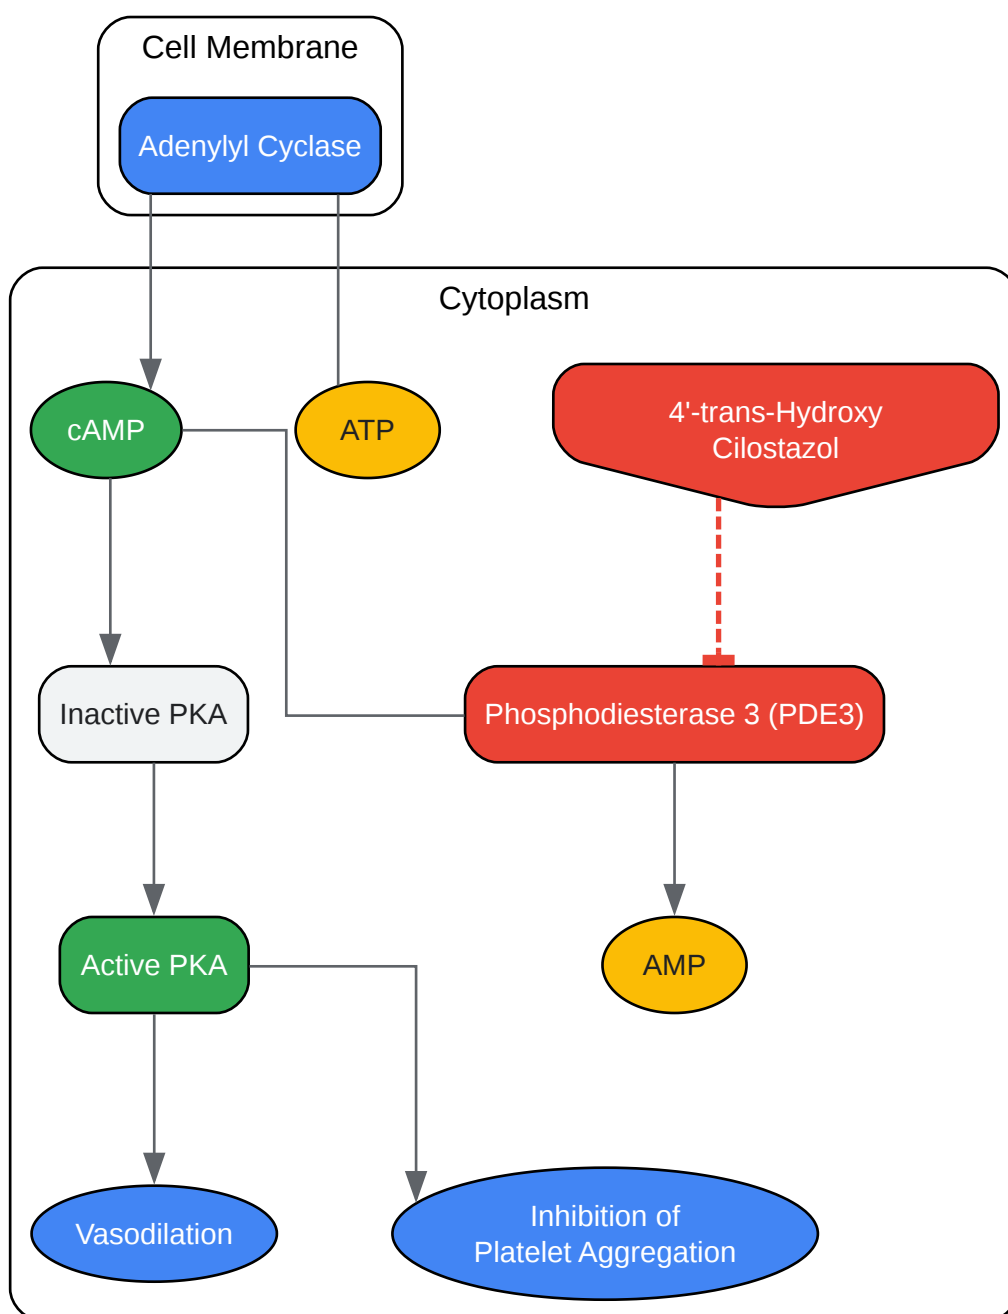 Cell Membrane
Adenylyl Cyclase
Cytoplasm
cAMP
ATP
4'-trans-Hydroxy
Cilostazol
Inactive PKA
Phosphodiesterase 3 (PDE3)
Active PKA
AMP
Vasodilation
Inhibition of
Platelet Aggregation